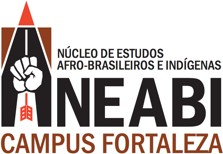 NÚCLEO DE ESTUDOS
AFRO-BRASILEIROS E INDÍGENAS
NEABI
CAMPUS FORTALEZA